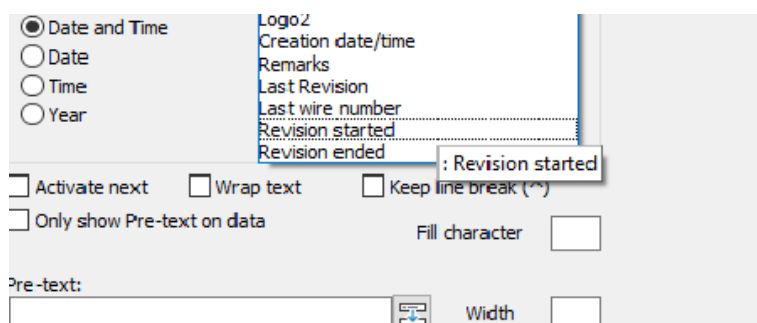 Date and Time
Date
Time
Year
Logo2
Creation date/time
Remarks
Last Revision
Last wire number
Revision started
Revision ended
: Revision started
Activate next
Wrap text
Keep line break (^)
Only show Pre-text on data
Fill character
Pre-text:
Width